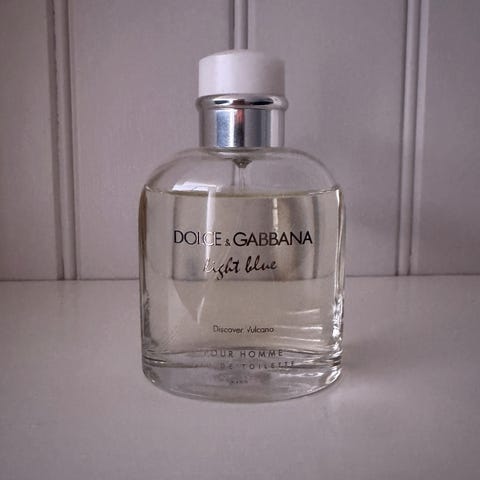 DOLCE & GABBANA
light blue
Discover Vulcano
POUR HOMME
DE TOILETTE